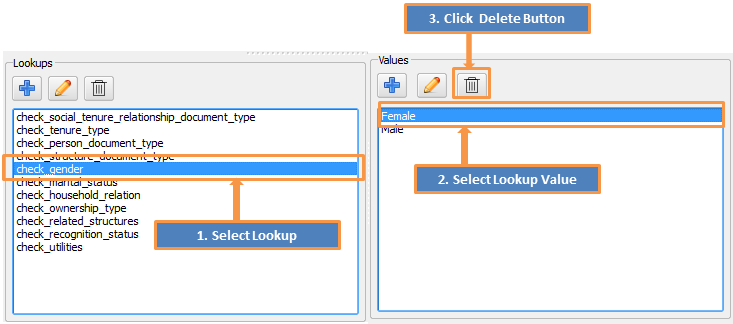 3. Click Delete Button
Lookups
Values
check_social_tenure_relationship_document_type
check_tenure_type
check_person_document_type
check_structure_document_type
check_gender
check_marital_status
check_household_relation
check_ownership_type
check_related_structures
check_recognition_status
check_utilities
Female
Male
2. Select Lookup Value
1. Select Lookup